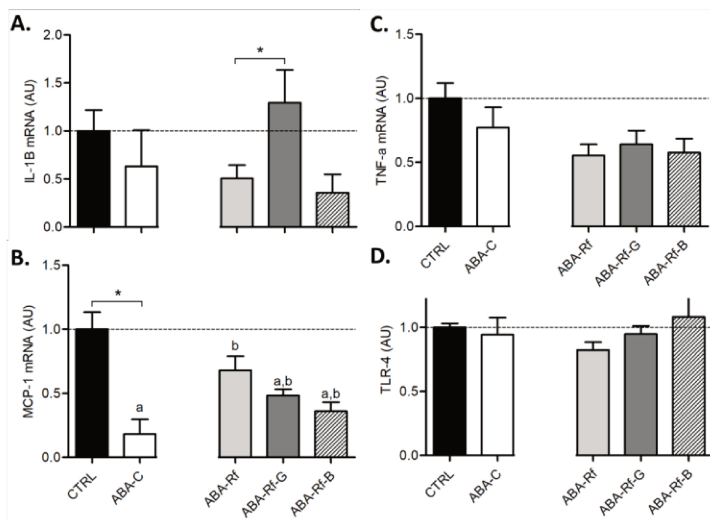 A.
2.0
1.5
1.0
0.5
0.0
IL-1B mRNA (AU)
*
B.
1.5
1.0
0.5
0.0
MCP-1 mRNA (AU)
*
a
b
a,b
a,b
CTRL
ABA-C
ABA-Rf
ABA-Rf-G
ABA-Rf-B
C.
1.5
1.0
0.5
0.0
TNF-a mRNA (AU)
CTRL
ABA-C
ABA-Rf
ABA-Rf-G
ABA-Rf-B
D.
1.0
0.5
0.0
TLR-4 (AU)
CTRL
ABA-C
ABA-Rf
ABA-Rf-G
ABA-Rf-B